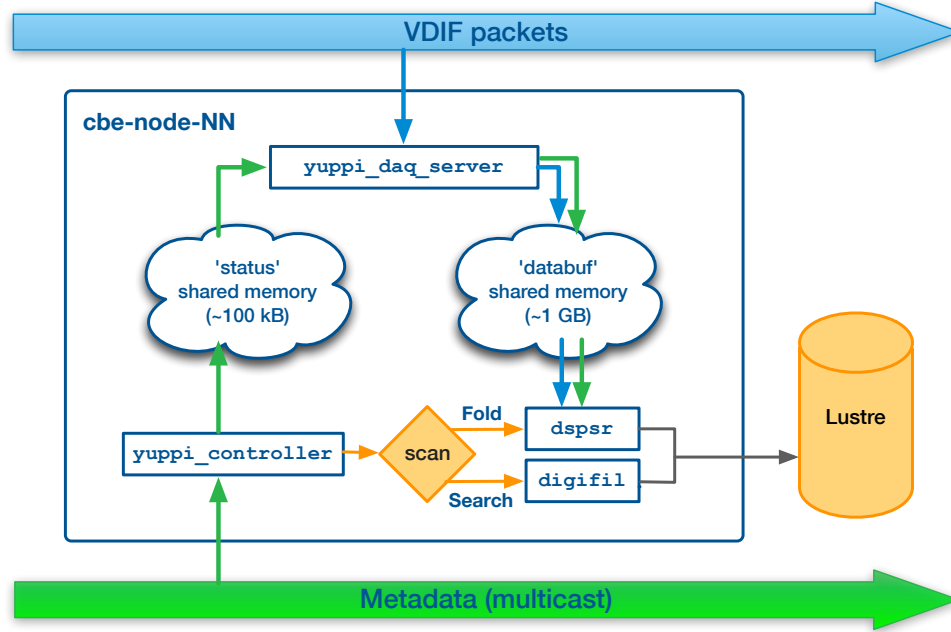 VDIF packets
cbe-node-NN
yuppi_daq_server
'status'
shared memory
(~100 kB)
'databuf'
shared memory
(~1 GB)
Fold
dspsr
Lustre
yuppi_controller
scan
digifil
Search
Metadata (multicast)